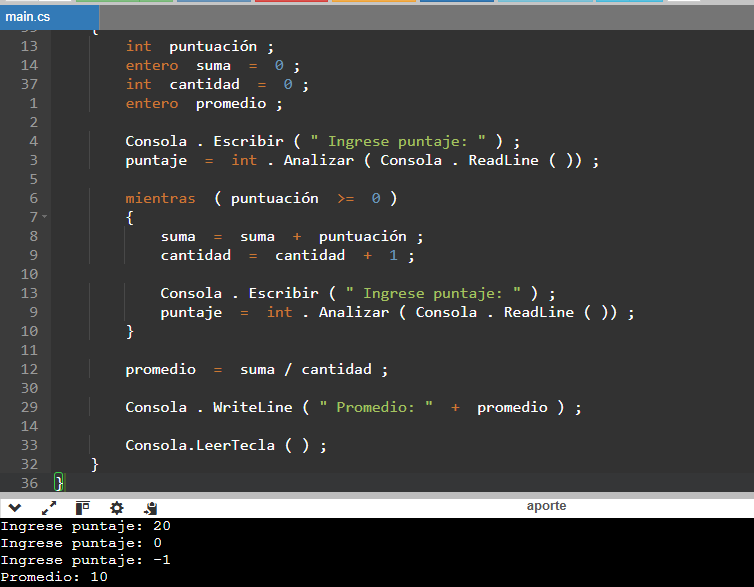 main.cs
{
13 int puntuación ;
14 entero suma = 0 ;
37 int cantidad = 0 ;
1 entero promedio ;
2
4 Consola . Escribir ( " Ingrese puntaje: " ) ;
3 puntaje = int . Analizar ( Consola . ReadLine ( )) ;
5
6 mientras ( puntuación >= 0 )
7 {
8 suma = suma + puntuación ;
9 cantidad = cantidad + 1 ;
10
13 Consola . Escribir ( " Ingrese puntaje: " ) ;
9 puntaje = int . Analizar ( Consola . ReadLine ( )) ;
10 }
11
12 promedio = suma / cantidad ;
30
29 Consola . WriteLine ( " Promedio: " + promedio ) ;
14
33 Consola.LeerTecla ( ) ;
32 }
36 }
aporte
Ingrese puntaje: 20
Ingrese puntaje: 0
Ingrese puntaje: -1
Promedio: 10